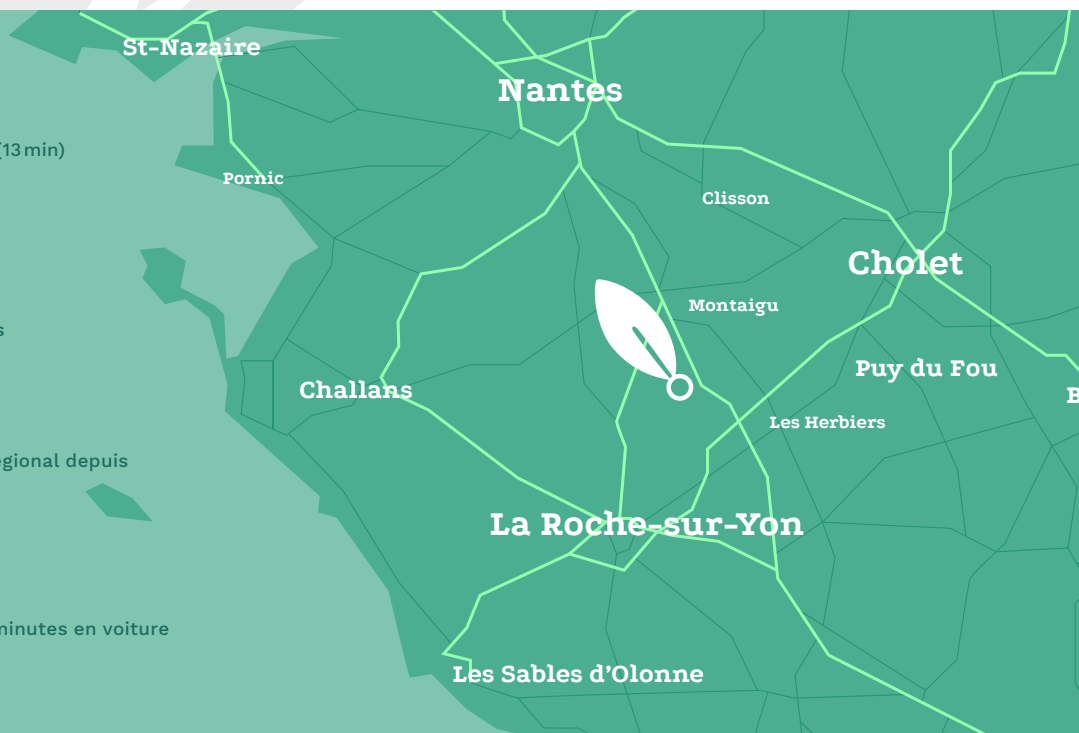 St-Nazaire
Nantes
(13 min)
Pornic
Clisson
Cholet
Montaigu
s
Puy du Fou
Challans
B
Les Herbiers
égional depuis
La Roche-sur-Yon
minutes en voiture
Les Sables d’Olonne